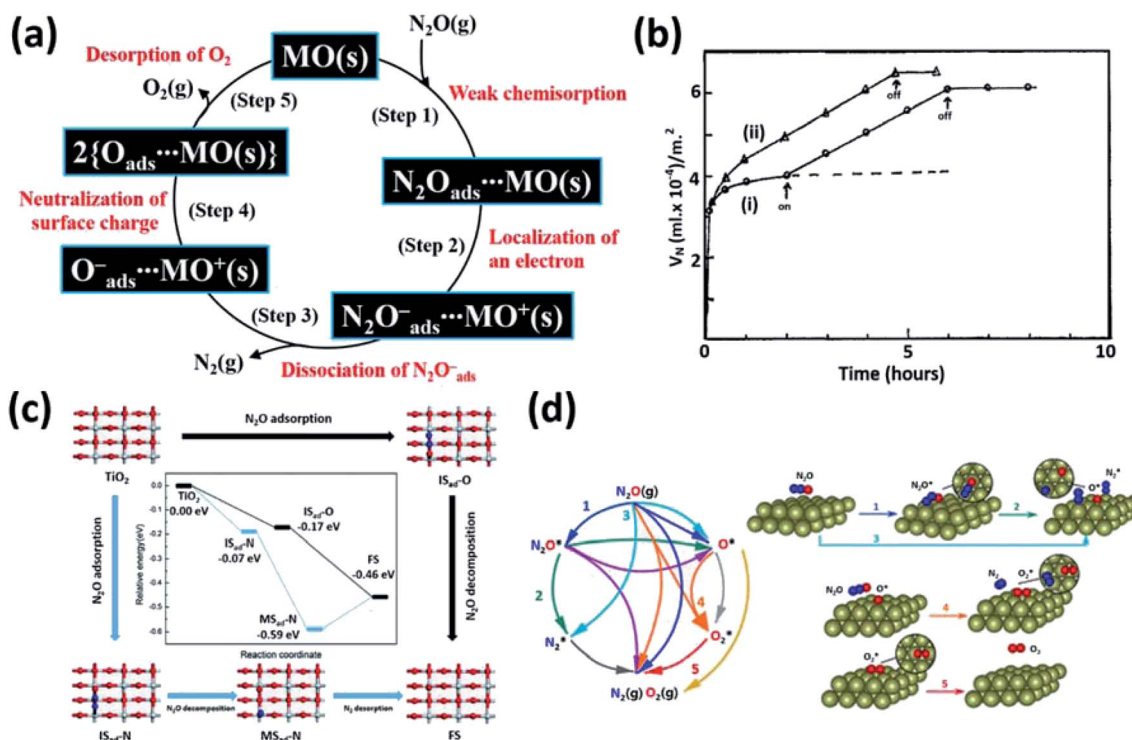 (a)
N₂O(g)
Desorption of O₂
MO(s)
O₂(g)
(Step 5)
(Step 1)
Weak chemisorption
2{Oads···MO(s)}
N₂Oads···MO(s)
Neutralization of
surface charge
(Step 4)
(Step 2)
Localization of
an electron
O⁻ads···MO⁺(s)
(Step 3)
N₂O⁻ads···MO⁺(s)
N₂(g)
Dissociation of N₂O⁻ads
(b)
6
4
2
0
5
10
V_N (ml.x 10⁻⁴)/m.²
Time (hours)
(ii)
(i)
off
off
on
(c)
N₂O adsorption
TiO₂
ISad-O
N₂O adsorption
N₂O decomposition
Relative energy(eV)
0.0
-0.1
-0.2
-0.3
-0.4
-0.5
-0.6
TiO₂
0.00 eV
ISad-O
-0.17 eV
ISad-N
-0.07 eV
FS
-0.46 eV
MSad-N
-0.59 eV
Reaction coordinate
N₂O decomposition
N₂ desorption
ISad-N
MSad-N
FS
(d)
N₂O(g)
1
3
N₂O*
O*
2
4
N₂*
O₂*
5
N₂(g) O₂(g)
N₂O
N₂O*
O*
N₂*
1
2
3
N₂O
O*
N₂
O₂*
4
O₂*
O₂
5